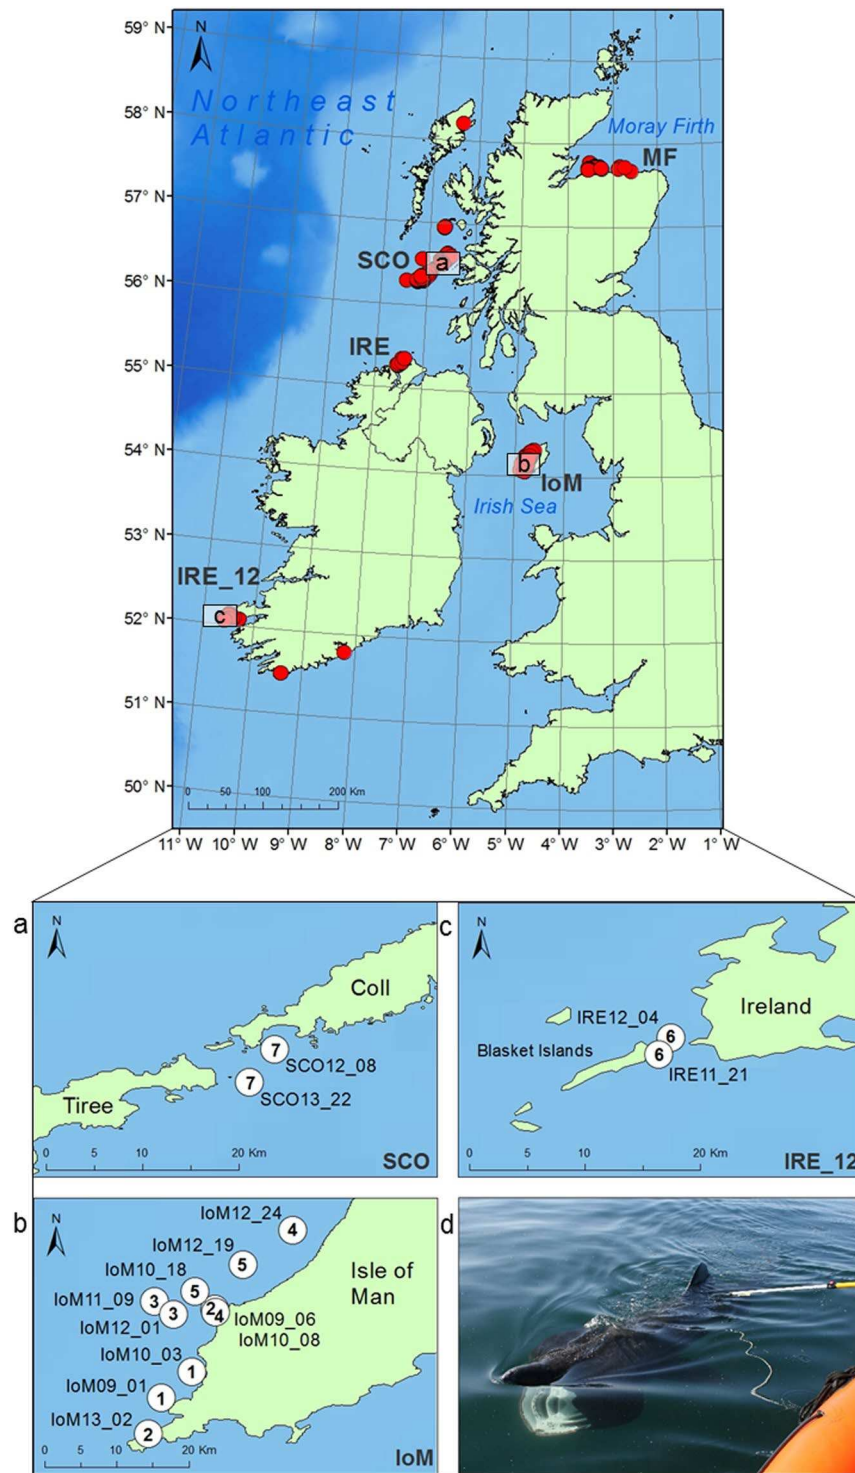 59° N
N
58° N
Northeast
Atlantic
Moray Firth
MF
57° N
SCO
a
56° N
IRE
55° N
54° N
b
IoM
Irish Sea
53° N
IRE_12
c
52° N
51° N
50° N
0 50 100 200 Km
11° W 10° W 9° W 8° W 7° W 6° W 5° W 4° W 3° W 2° W 1° W
a
N
Coll
7
SCO12_08
7
SCO13_22
Tiree
0 5 10 20 Km
SCO
c
N
Ireland
IRE12_04
6
Blasket Islands
6
IRE11_21
0 5 10 20 Km
IRE_12
b
N
IoM12_24
4
IoM12_19
5
IoM10_18
5
Isle of
Man
IoM11_09
3
3
2
4
IoM12_01
IoM09_06
IoM10_08
IoM10_03
1
IoM09_01
1
IoM13_02
2
0 5 10 20 Km
IoM
d